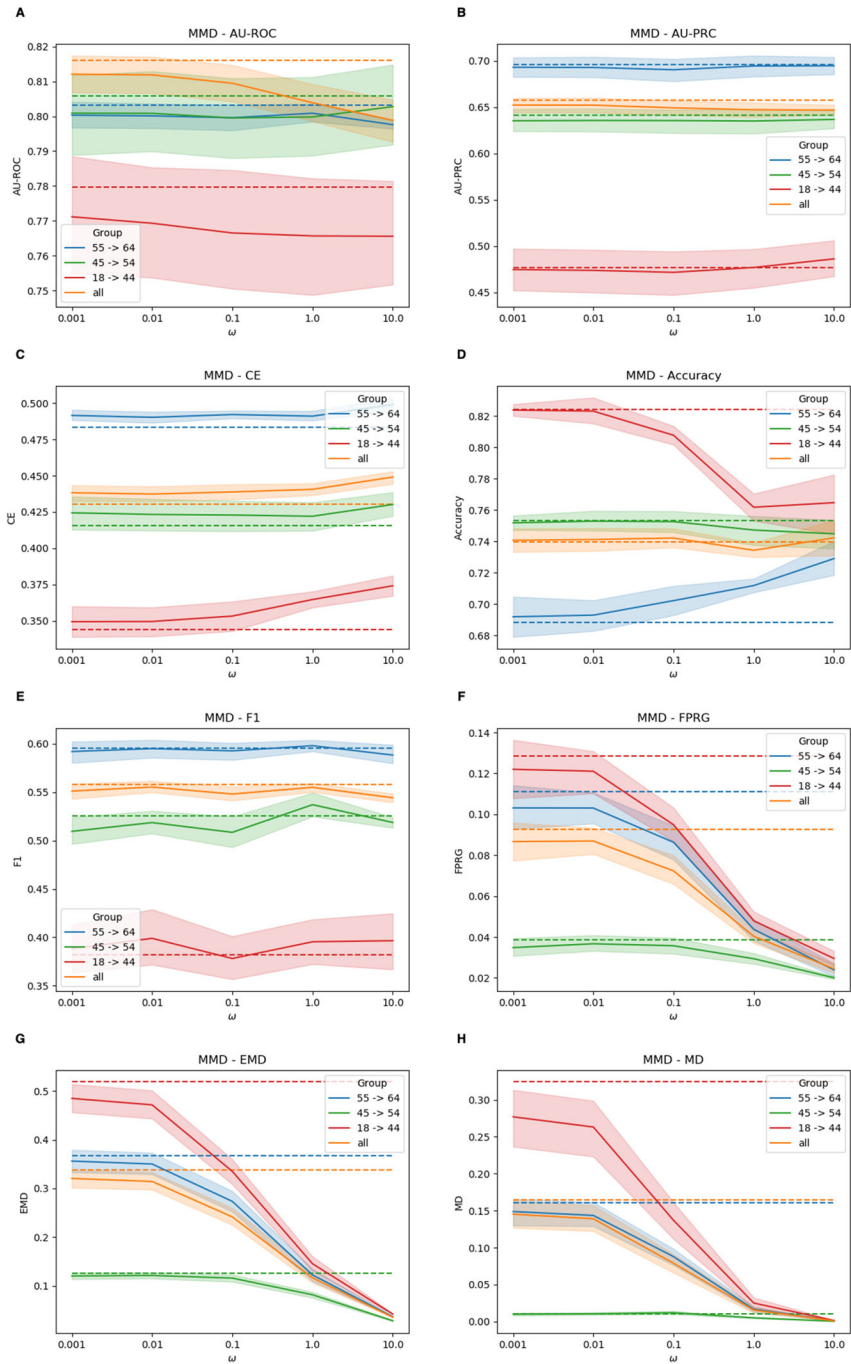 A
MMD - AU-ROC
0.82
0.81
0.80
0.79
0.78
0.77
0.76
0.75
AU-ROC
Group
55 -> 64
45 -> 54
18 -> 44
all
0.001 0.01 0.1 1.0 10.0
ω
B
MMD - AU-PRC
0.70
0.65
0.60
0.55
0.50
0.45
AU-PRC
Group
55 -> 64
45 -> 54
18 -> 44
all
0.001 0.01 0.1 1.0 10.0
ω
C
MMD - CE
0.500
0.475
0.450
0.425
0.400
0.375
0.350
CE
Group
55 -> 64
45 -> 54
18 -> 44
all
0.001 0.01 0.1 1.0 10.0
ω
D
MMD - Accuracy
0.82
0.80
0.78
0.76
0.74
0.72
0.70
0.68
Accuracy
Group
55 -> 64
45 -> 54
18 -> 44
all
0.001 0.01 0.1 1.0 10.0
ω
E
MMD - F1
0.60
0.55
0.50
0.45
0.40
0.35
F1
Group
55 -> 64
45 -> 54
18 -> 44
all
0.001 0.01 0.1 1.0 10.0
ω
F
MMD - FPRG
0.14
0.12
0.10
0.08
0.06
0.04
0.02
FPRG
Group
55 -> 64
45 -> 54
18 -> 44
all
0.001 0.01 0.1 1.0 10.0
ω
G
MMD - EMD
0.5
0.4
0.3
0.2
0.1
EMD
Group
55 -> 64
45 -> 54
18 -> 44
all
0.001 0.01 0.1 1.0 10.0
ω
H
MMD - MD
0.30
0.25
0.20
0.15
0.10
0.05
0.00
MD
Group
55 -> 64
45 -> 54
18 -> 44
all
0.001 0.01 0.1 1.0 10.0
ω